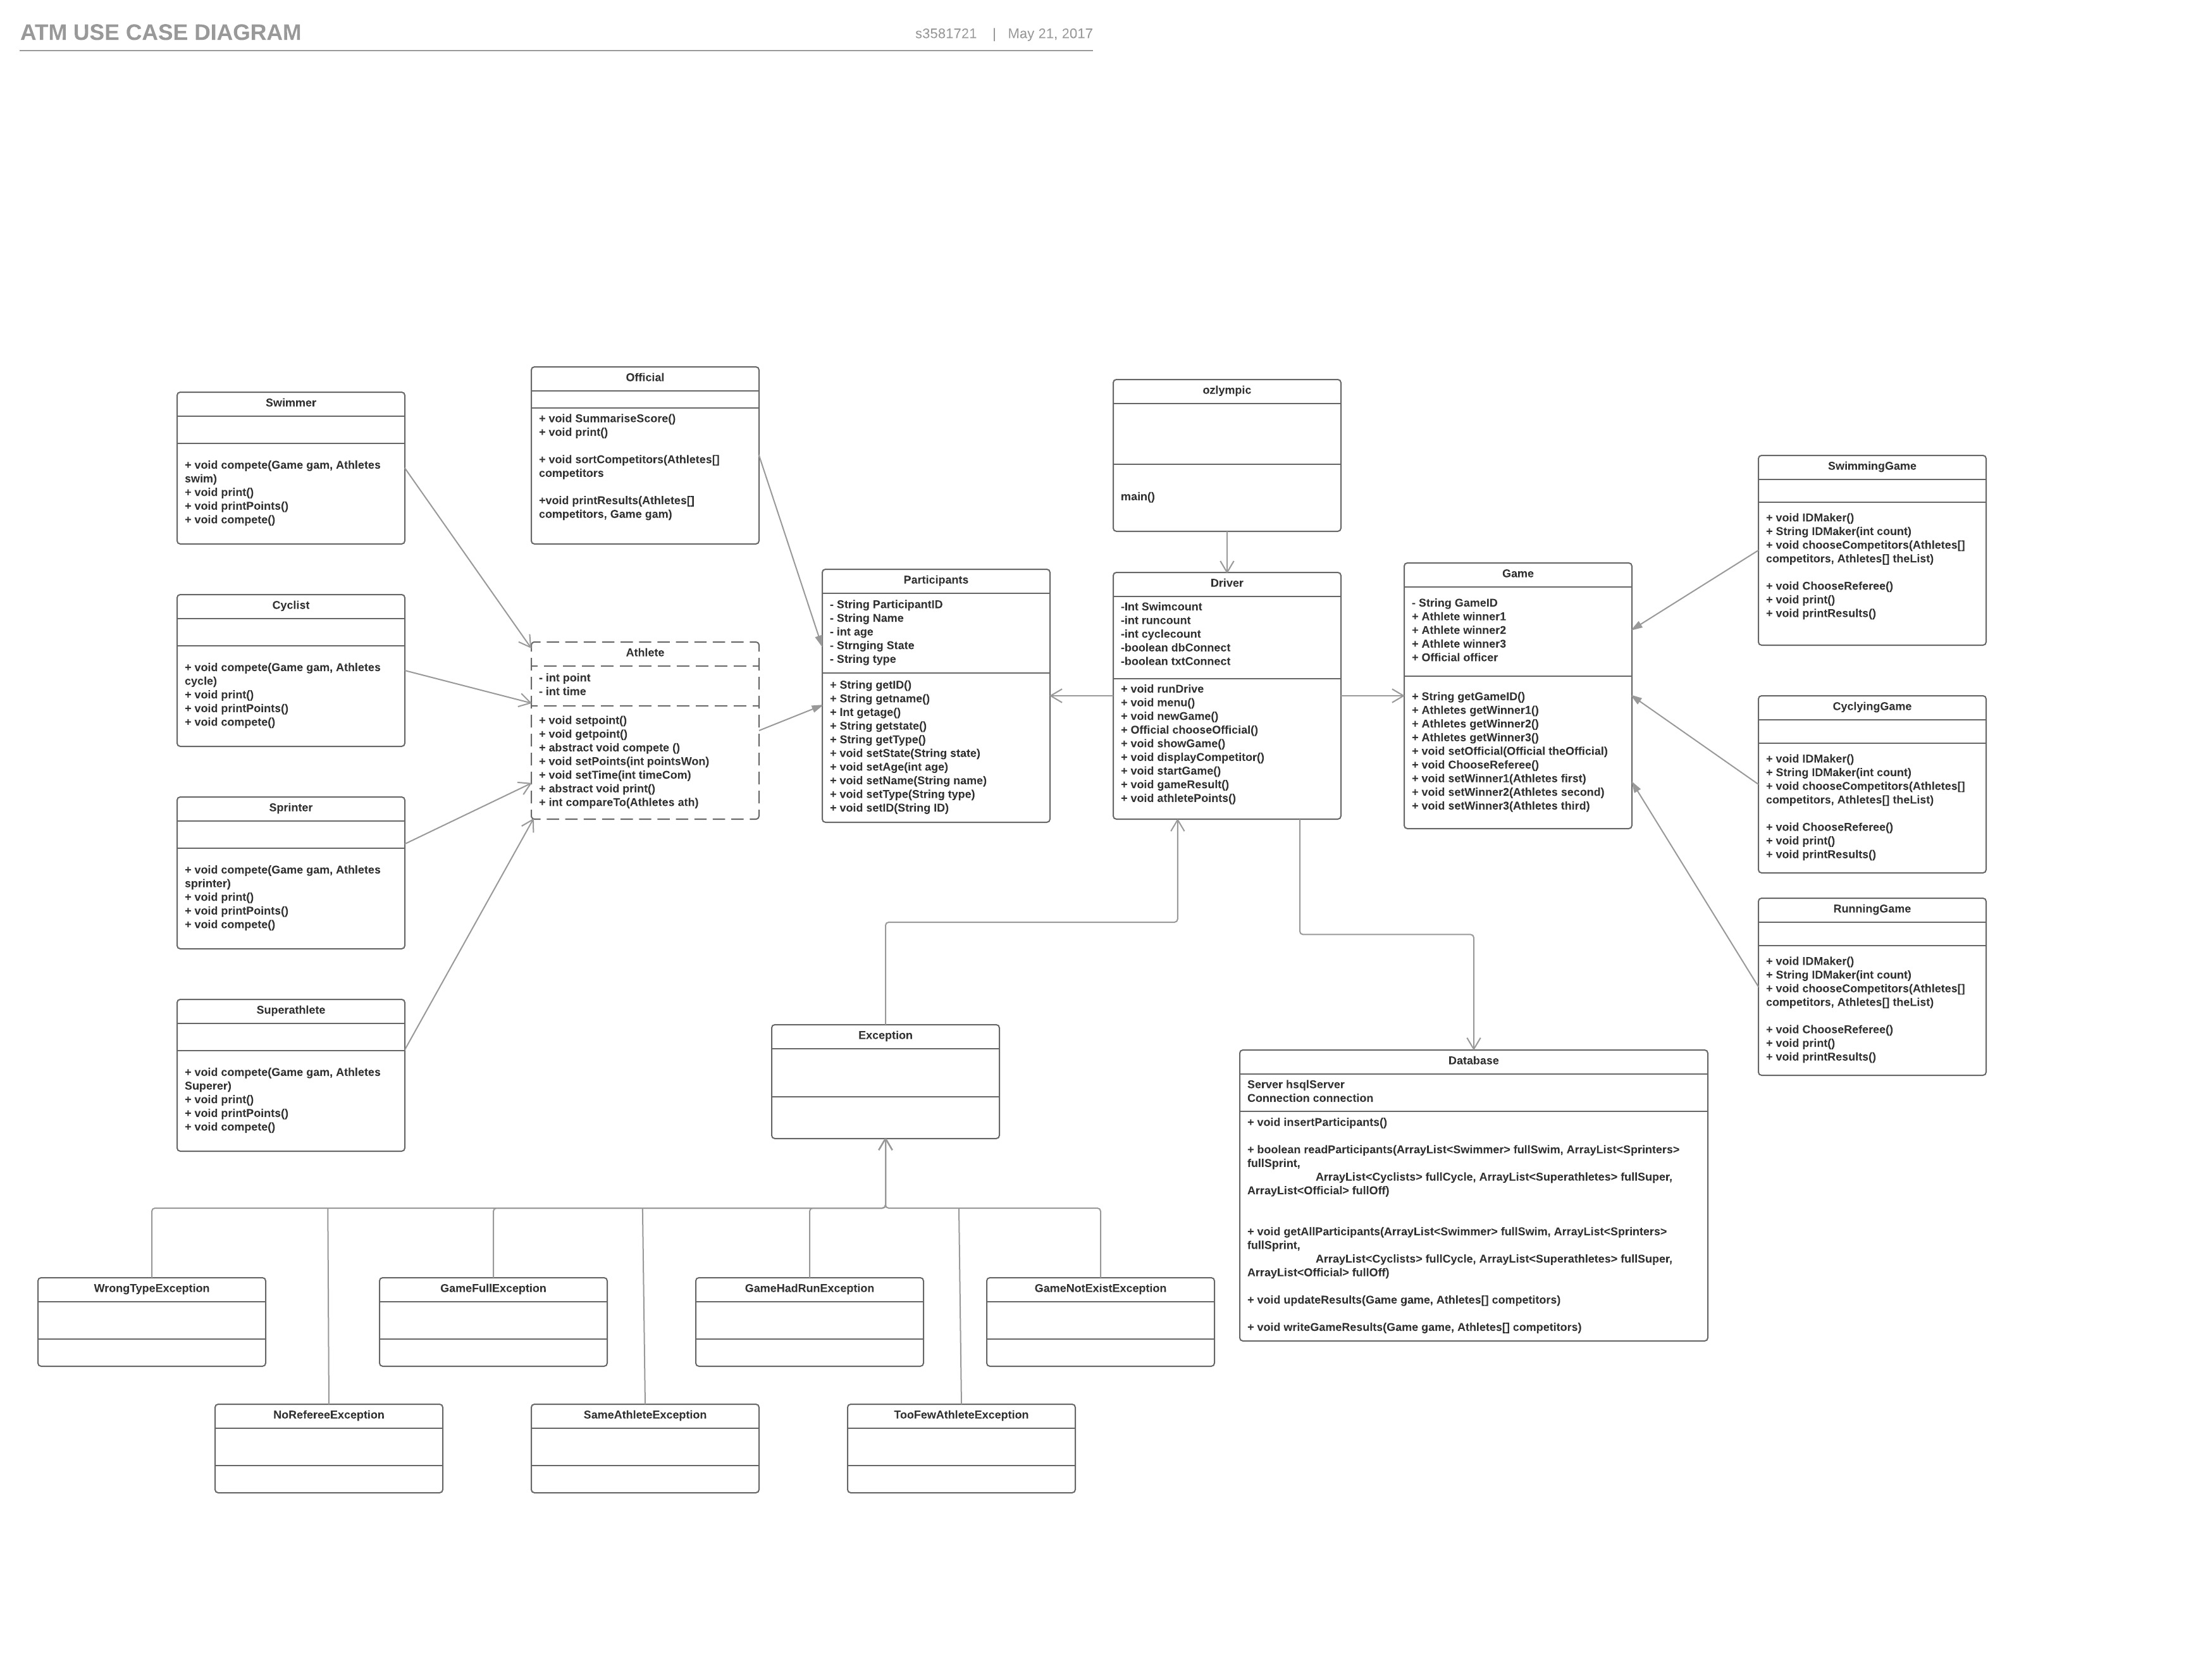 ATM USE CASE DIAGRAM
s3581721 | May 21, 2017
Swimmer
+ void compete(Game gam, Athletes
swim)
+ void print()
+ void printPoints()
+ void compete()
Cyclist
+ void compete(Game gam, Athletes
cycle)
+ void print()
+ void printPoints()
+ void compete()
Sprinter
+ void compete(Game gam, Athletes
sprinter)
+ void print()
+ void printPoints()
+ void compete()
Superathlete
+ void compete(Game gam, Athletes
Superer)
+ void print()
+ void printPoints()
+ void compete()
Official
+ void SummariseScore()
+ void print()
+ void sortCompetitors(Athletes[]
competitors
+void printResults(Athletes[]
competitors, Game gam)
Athlete
- int point
- int time
+ void setpoint()
+ void getpoint()
+ abstract void compete ()
+ void setPoints(int pointsWon)
+ void setTime(int timeCom)
+ abstract void print()
+ int compareTo(Athletes ath)
Participants
- String ParticipantID
- String Name
- int age
- Strnging State
- String type
+ String getID()
+ String getname()
+ Int getage()
+ String getstate()
+ String getType()
+ void setState(String state)
+ void setAge(int age)
+ void setName(String name)
+ void setType(String type)
+ void setID(String ID)
ozlympic
main()
Driver
-Int Swimcount
-int runcount
-int cyclecount
-boolean dbConnect
-boolean txtConnect
+ void runDrive
+ void menu()
+ void newGame()
+ Official chooseOfficial()
+ void showGame()
+ void displayCompetitor()
+ void startGame()
+ void gameResult()
+ void athletePoints()
Game
- String GameID
+ Athlete winner1
+ Athlete winner2
+ Athlete winner3
+ Official officer
+ String getGameID()
+ Athletes getWinner1()
+ Athletes getWinner2()
+ Athletes getWinner3()
+ void setOfficial(Official theOfficial)
+ void ChooseReferee()
+ void setWinner1(Athletes first)
+ void setWinner2(Athletes second)
+ void setWinner3(Athletes third)
SwimmingGame
+ void IDMaker()
+ String IDMaker(int count)
+ void chooseCompetitors(Athletes[]
competitors, Athletes[] theList)
+ void ChooseReferee()
+ void print()
+ void printResults()
CyclyingGame
+ void IDMaker()
+ String IDMaker(int count)
+ void chooseCompetitors(Athletes[]
competitors, Athletes[] theList)
+ void ChooseReferee()
+ void print()
+ void printResults()
RunningGame
+ void IDMaker()
+ String IDMaker(int count)
+ void chooseCompetitors(Athletes[]
competitors, Athletes[] theList)
+ void ChooseReferee()
+ void print()
+ void printResults()
Exception
Database
Server hsqlServer
Connection connection
+ void insertParticipants()
+ boolean readParticipants(ArrayList<Swimmer> fullSwim, ArrayList<Sprinters>
fullSprint,
ArrayList<Cyclists> fullCycle, ArrayList<Superathletes> fullSuper,
ArrayList<Official> fullOff)
+ void getAllParticipants(ArrayList<Swimmer> fullSwim, ArrayList<Sprinters>
fullSprint,
ArrayList<Cyclists> fullCycle, ArrayList<Superathletes> fullSuper,
ArrayList<Official> fullOff)
+ void updateResults(Game game, Athletes[] competitors)
+ void writeGameResults(Game game, Athletes[] competitors)
WrongTypeException
GameFullException
GameHadRunException
GameNotExistException
NoRefereeException
SameAthleteException
TooFewAthleteException